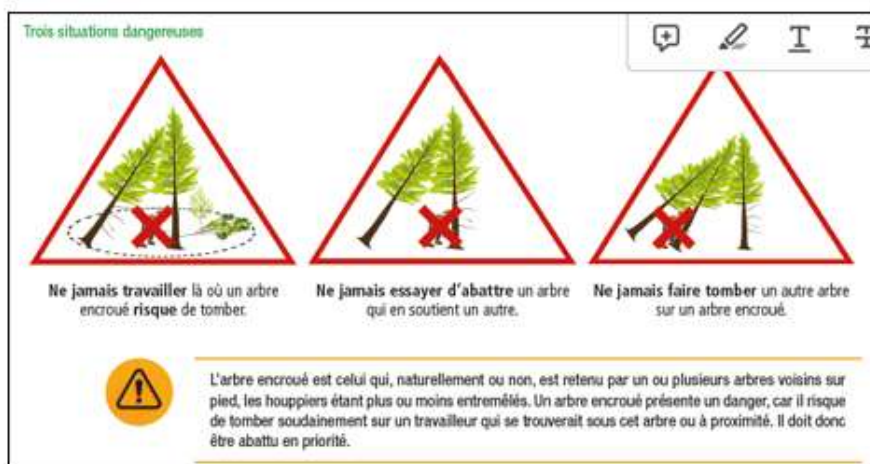 Trois situations dangereuses
Ne jamais travailler là où un arbre
encroué risque de tomber.
Ne jamais essayer d'abattre un arbre
qui en soutient un autre.
Ne jamais faire tomber un autre arbre
sur un arbre encroué.
L'arbre encroué est celui qui, naturellement ou non, est retenu par un ou plusieurs arbres voisins sur
pied, les houppiers étant plus ou moins entremêlés. Un arbre encroué présente un danger, car il risque
de tomber soudainement sur un travailleur qui se trouverait sous cet arbre ou à proximité. Il doit donc
être abattu en priorité.